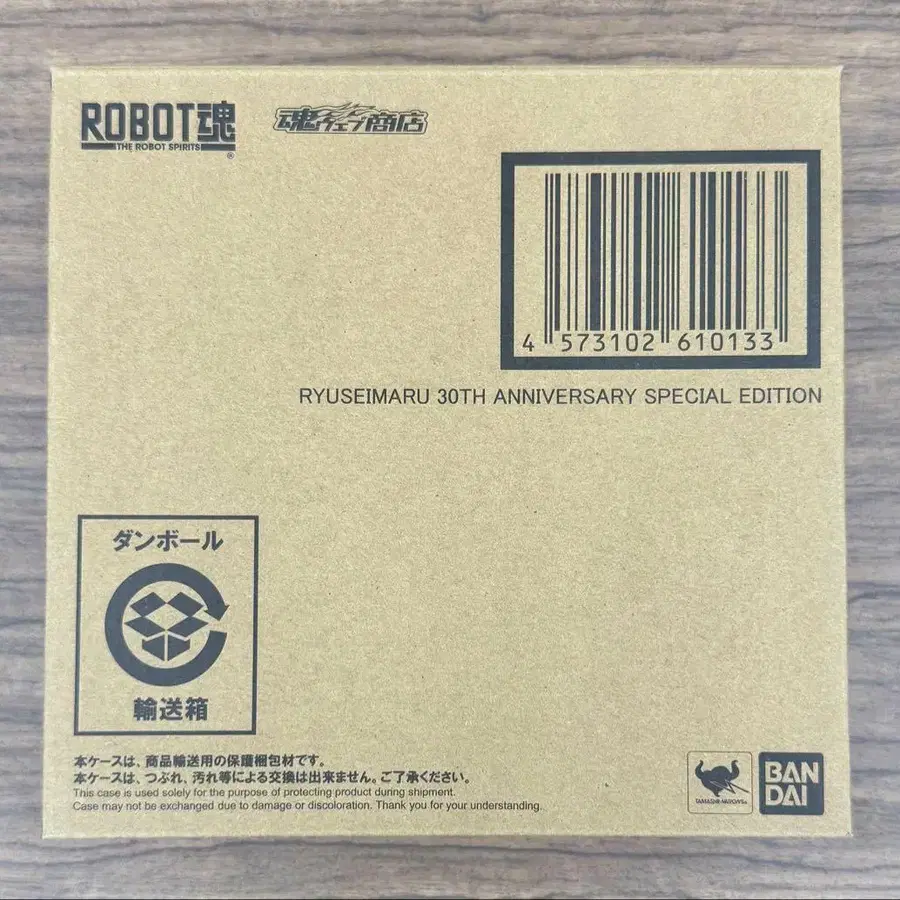 ROBOT魂
THE ROBOT SPIRITS
®
魂ウェブ商店
4 573102 610133
RYUSEIMARU 30TH ANNIVERSARY SPECIAL EDITION
ダンボール
輸送箱
本ケースは、商品輸送用の保護梱包材です。
本ケースは、つぶれ、汚れ等による交換は出来ません。ご了承ください。
This case is used solely for the purpose of protecting product during shipment.
Case may not be exchanged due to damage or discoloration. Thank you for your understanding.
TAMASHII NATIONS
BAN
DAI